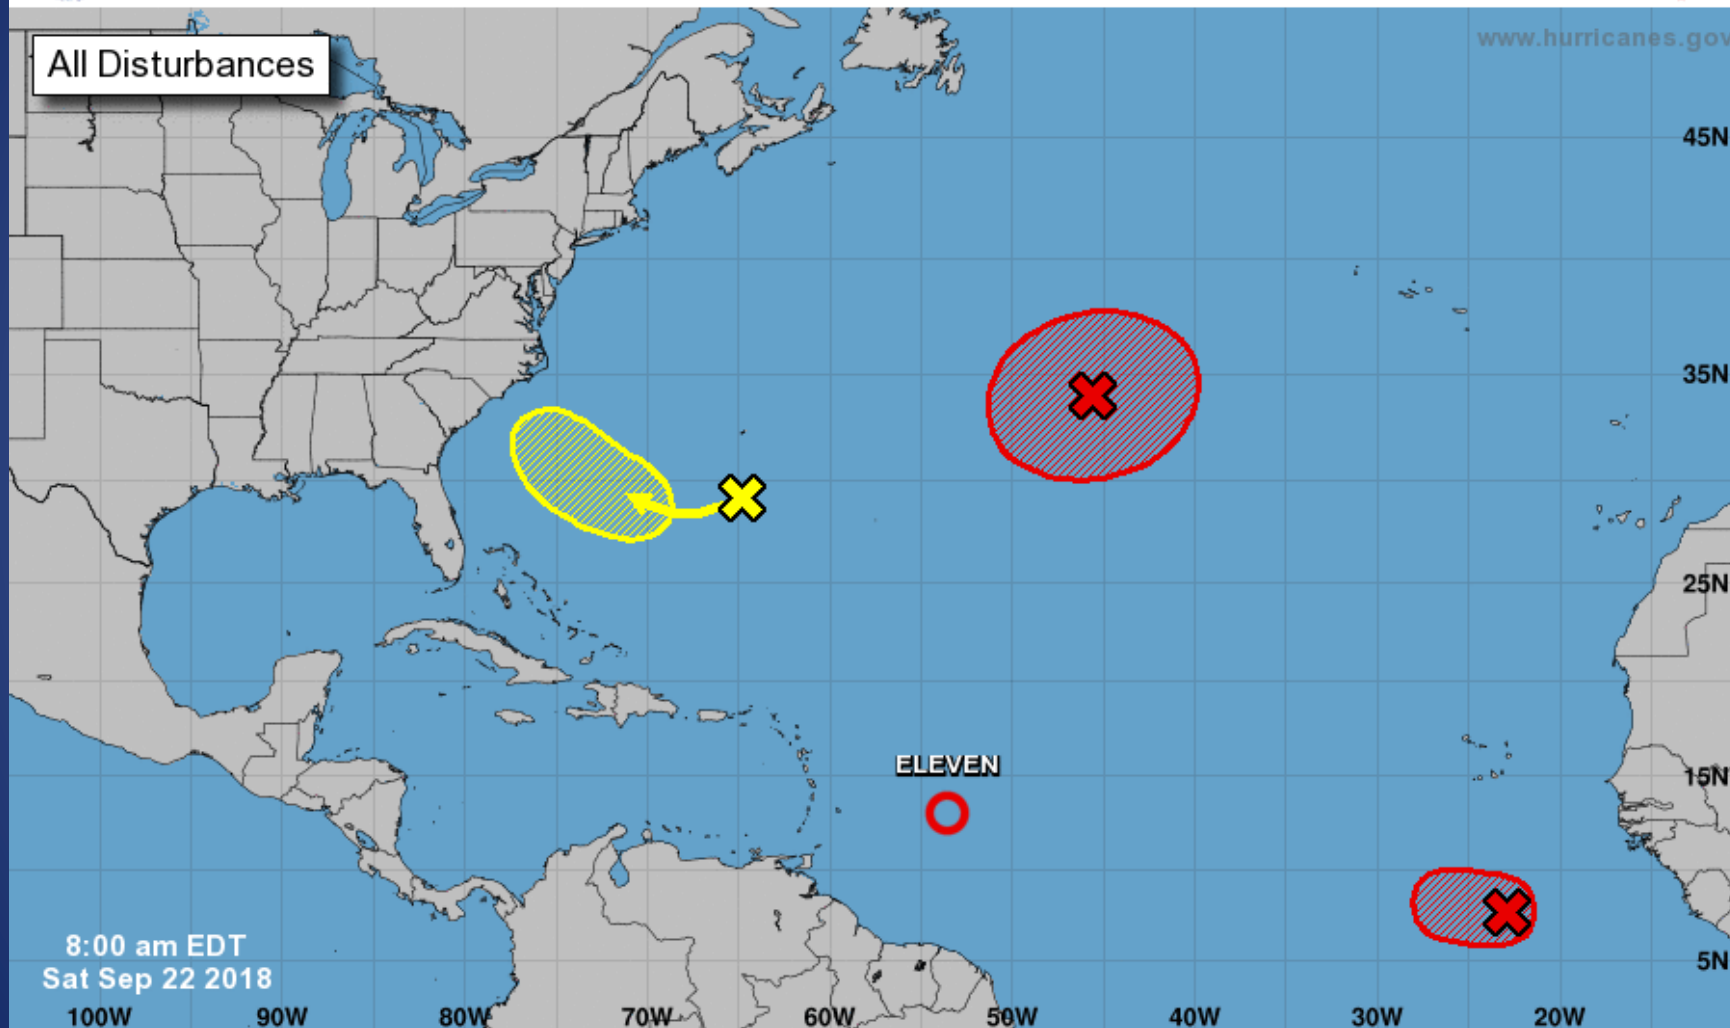 All Disturbances
www.hurricanes.gov
45N
35N
25N
ELEVEN
15N
5N
8:00 am EDT
Sat Sep 22 2018
100W 90W 80W 70W 60W 50W 40W 30W 20W